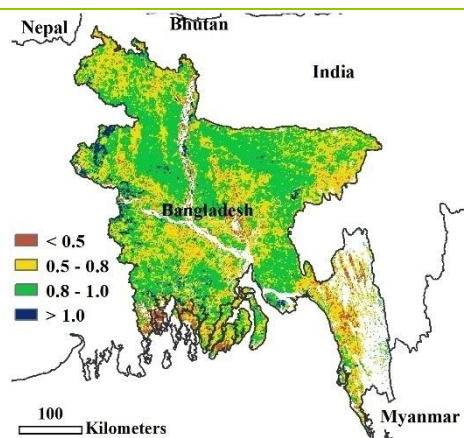 Nepal
Bhutan
India
Bangladesh
< 0.5
0.5 - 0.8
0.8 - 1.0
> 1.0
100
Kilometers
Myanmar